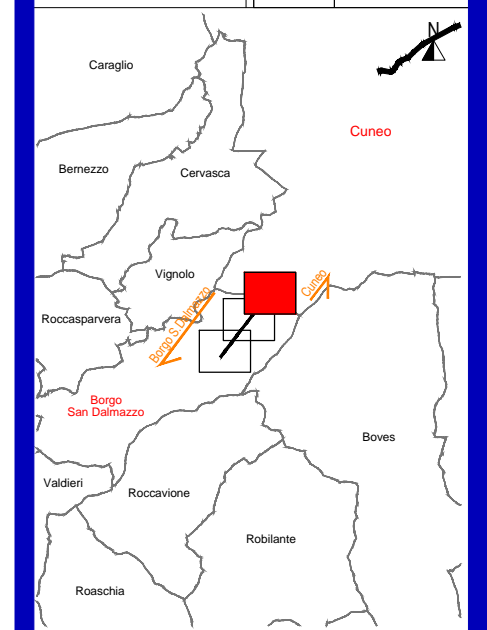 N
Caraglio
Cuneo
Bernezzo
Cervasca
Vignolo
Cuneo
Borgo S.Dalmazzo
Roccasparvera
Borgo
San Dalmazzo
Boves
Valdieri
Roccavione
Robilante
Roaschia